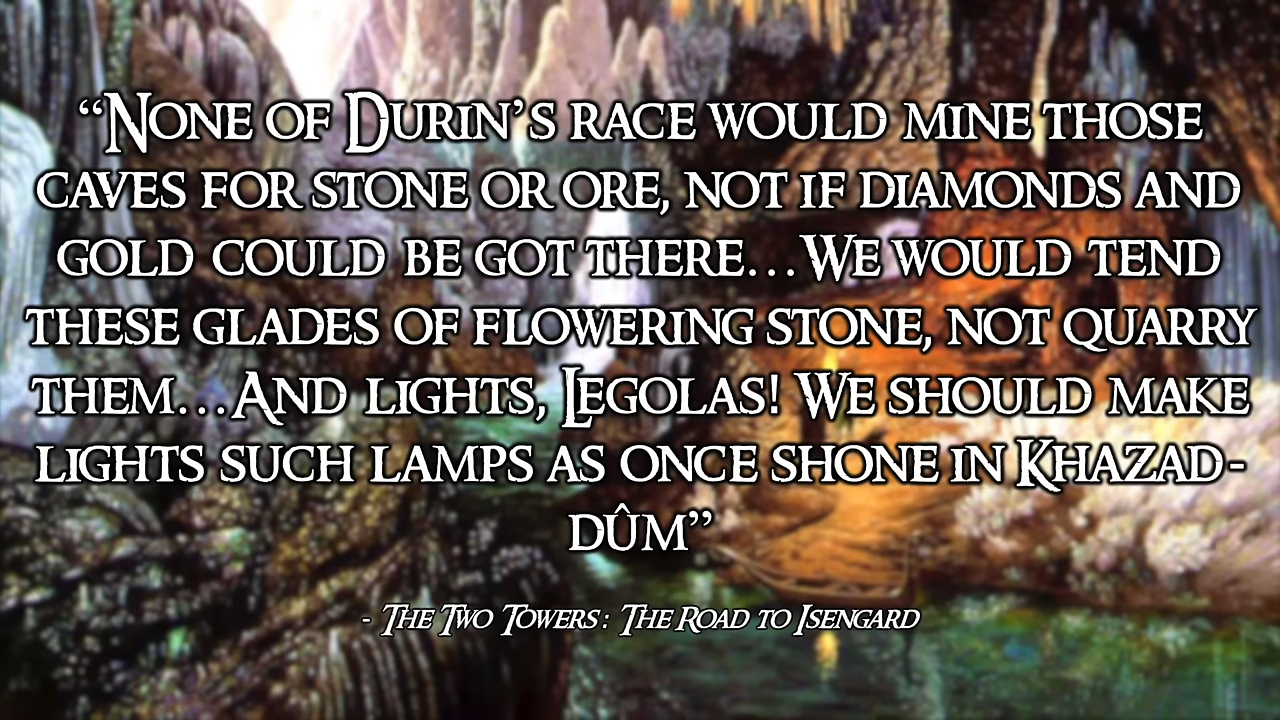 “None of Durin’s race would mine those
caves for stone or ore, not if diamonds and
gold could be got there...We would tend
these glades of flowering stone, not quarry
them...And lights, Legolas! We should make
lights such lamps as once shone in Khazad-
dûm”
- The Two Towers: The Road to Isengard